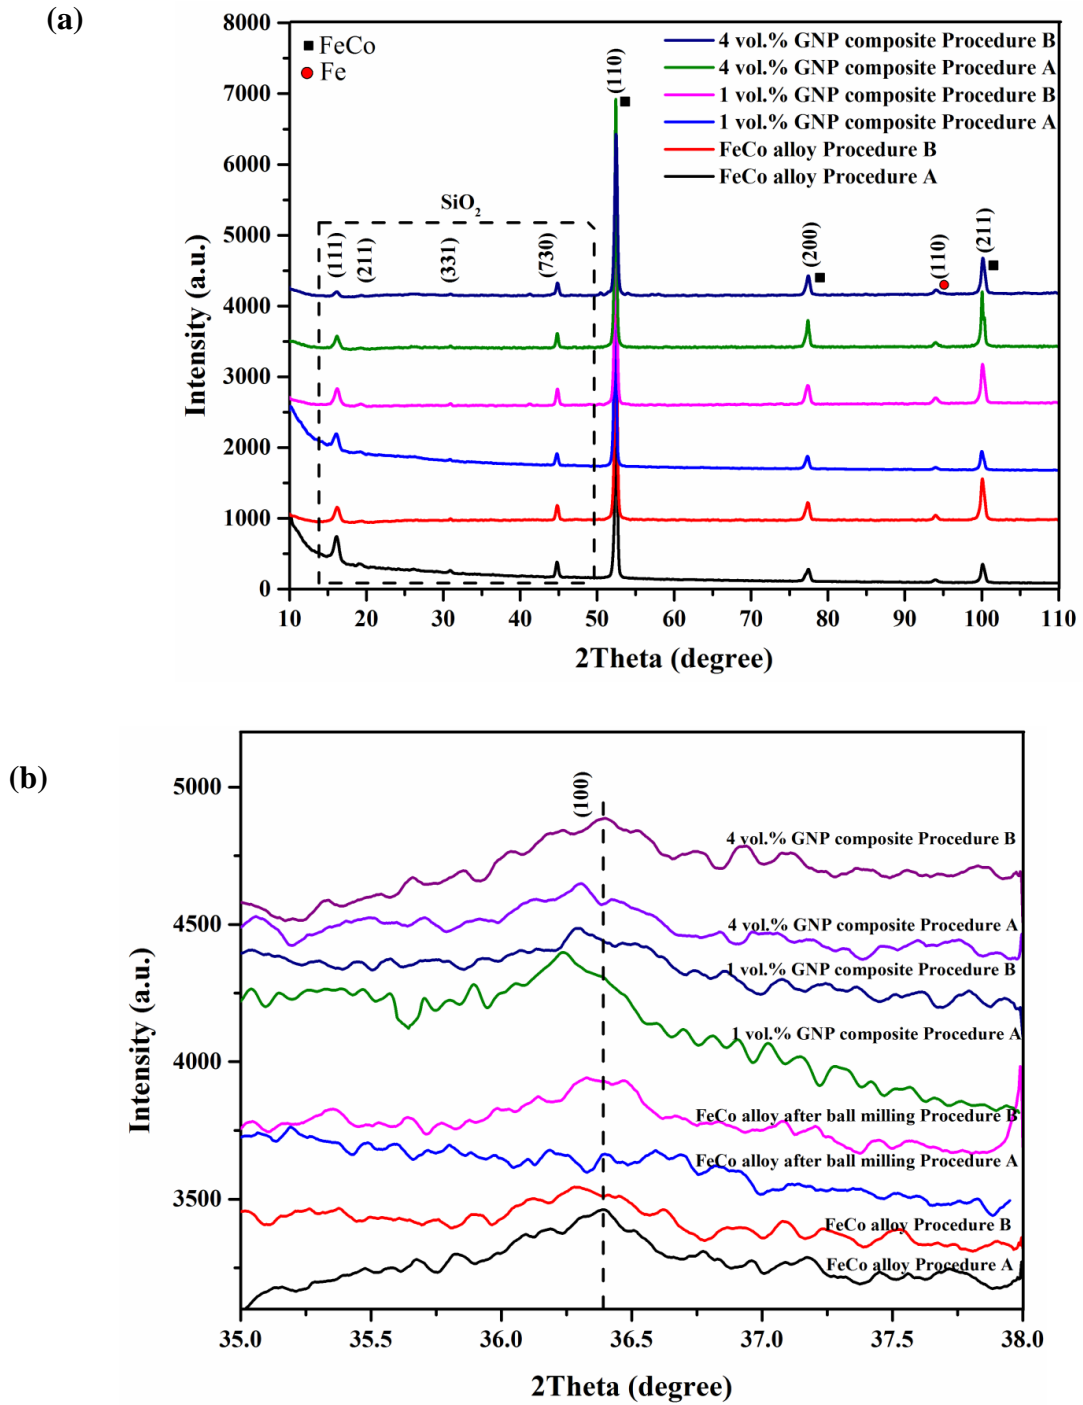 (a)
8000
7000
6000
5000
4000
3000
2000
1000
0
Intensity (a.u.)
FeCo
Fe
4 vol.% GNP composite Procedure B
4 vol.% GNP composite Procedure A
1 vol.% GNP composite Procedure B
1 vol.% GNP composite Procedure A
FeCo alloy Procedure B
FeCo alloy Procedure A
SiO2
(111)
(211)
(331)
(730)
(110)
(200)
(110)
(211)
10 20 30 40 50 60 70 80 90 100 110
2Theta (degree)
(b)
5000
4500
4000
3500
Intensity (a.u.)
(100)
4 vol.% GNP composite Procedure B
4 vol.% GNP composite Procedure A
1 vol.% GNP composite Procedure B
1 vol.% GNP composite Procedure A
FeCo alloy after ball milling Procedure B
FeCo alloy after ball milling Procedure A
FeCo alloy Procedure B
FeCo alloy Procedure A
35.0 35.5 36.0 36.5 37.0 37.5 38.0
2Theta (degree)